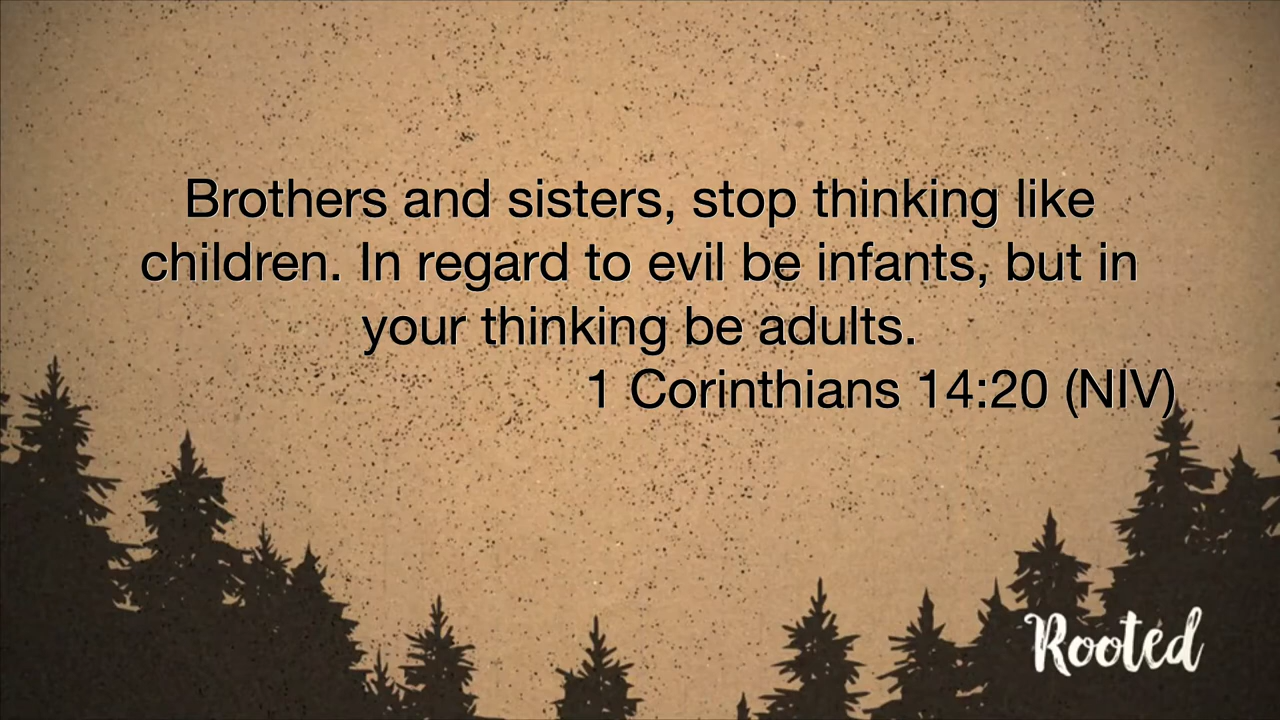 Brothers and sisters, stop thinking like
children. In regard to evil be infants, but in
your thinking be adults.
1 Corinthians 14:20 (NIV)
Rooted